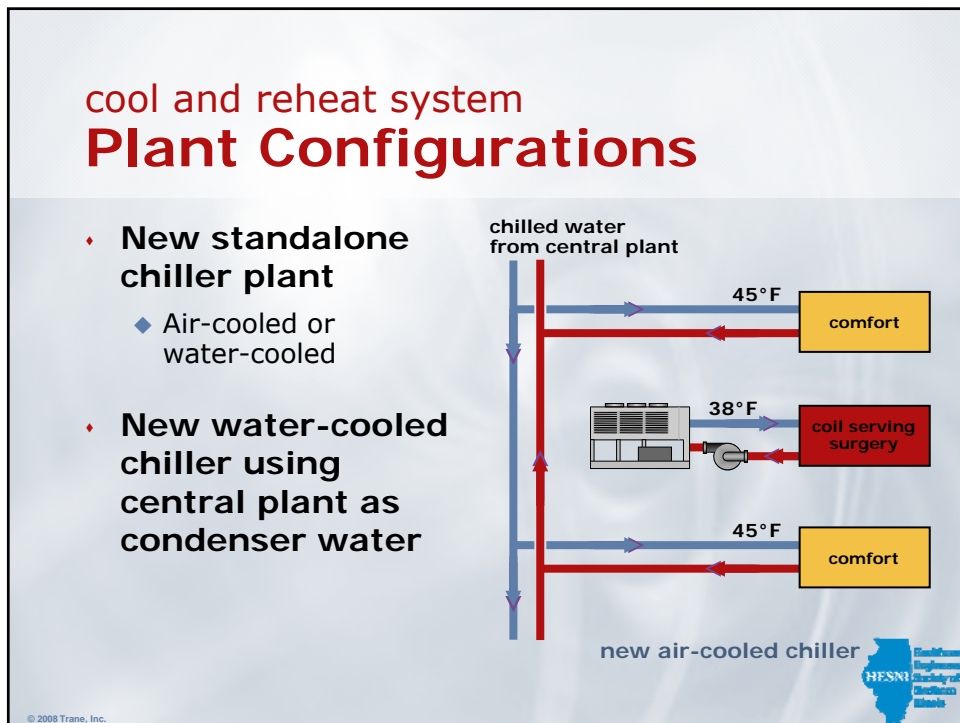 cool and reheat system
Plant Configurations
New standalone
chiller plant
Air-cooled or
water-cooled
New water-cooled
chiller using
central plant as
condenser water
chilled water
from central plant
45°F
comfort
38°F
coil serving
surgery
45°F
comfort
new air-cooled chiller
HESNI
© 2008 Trane, Inc.